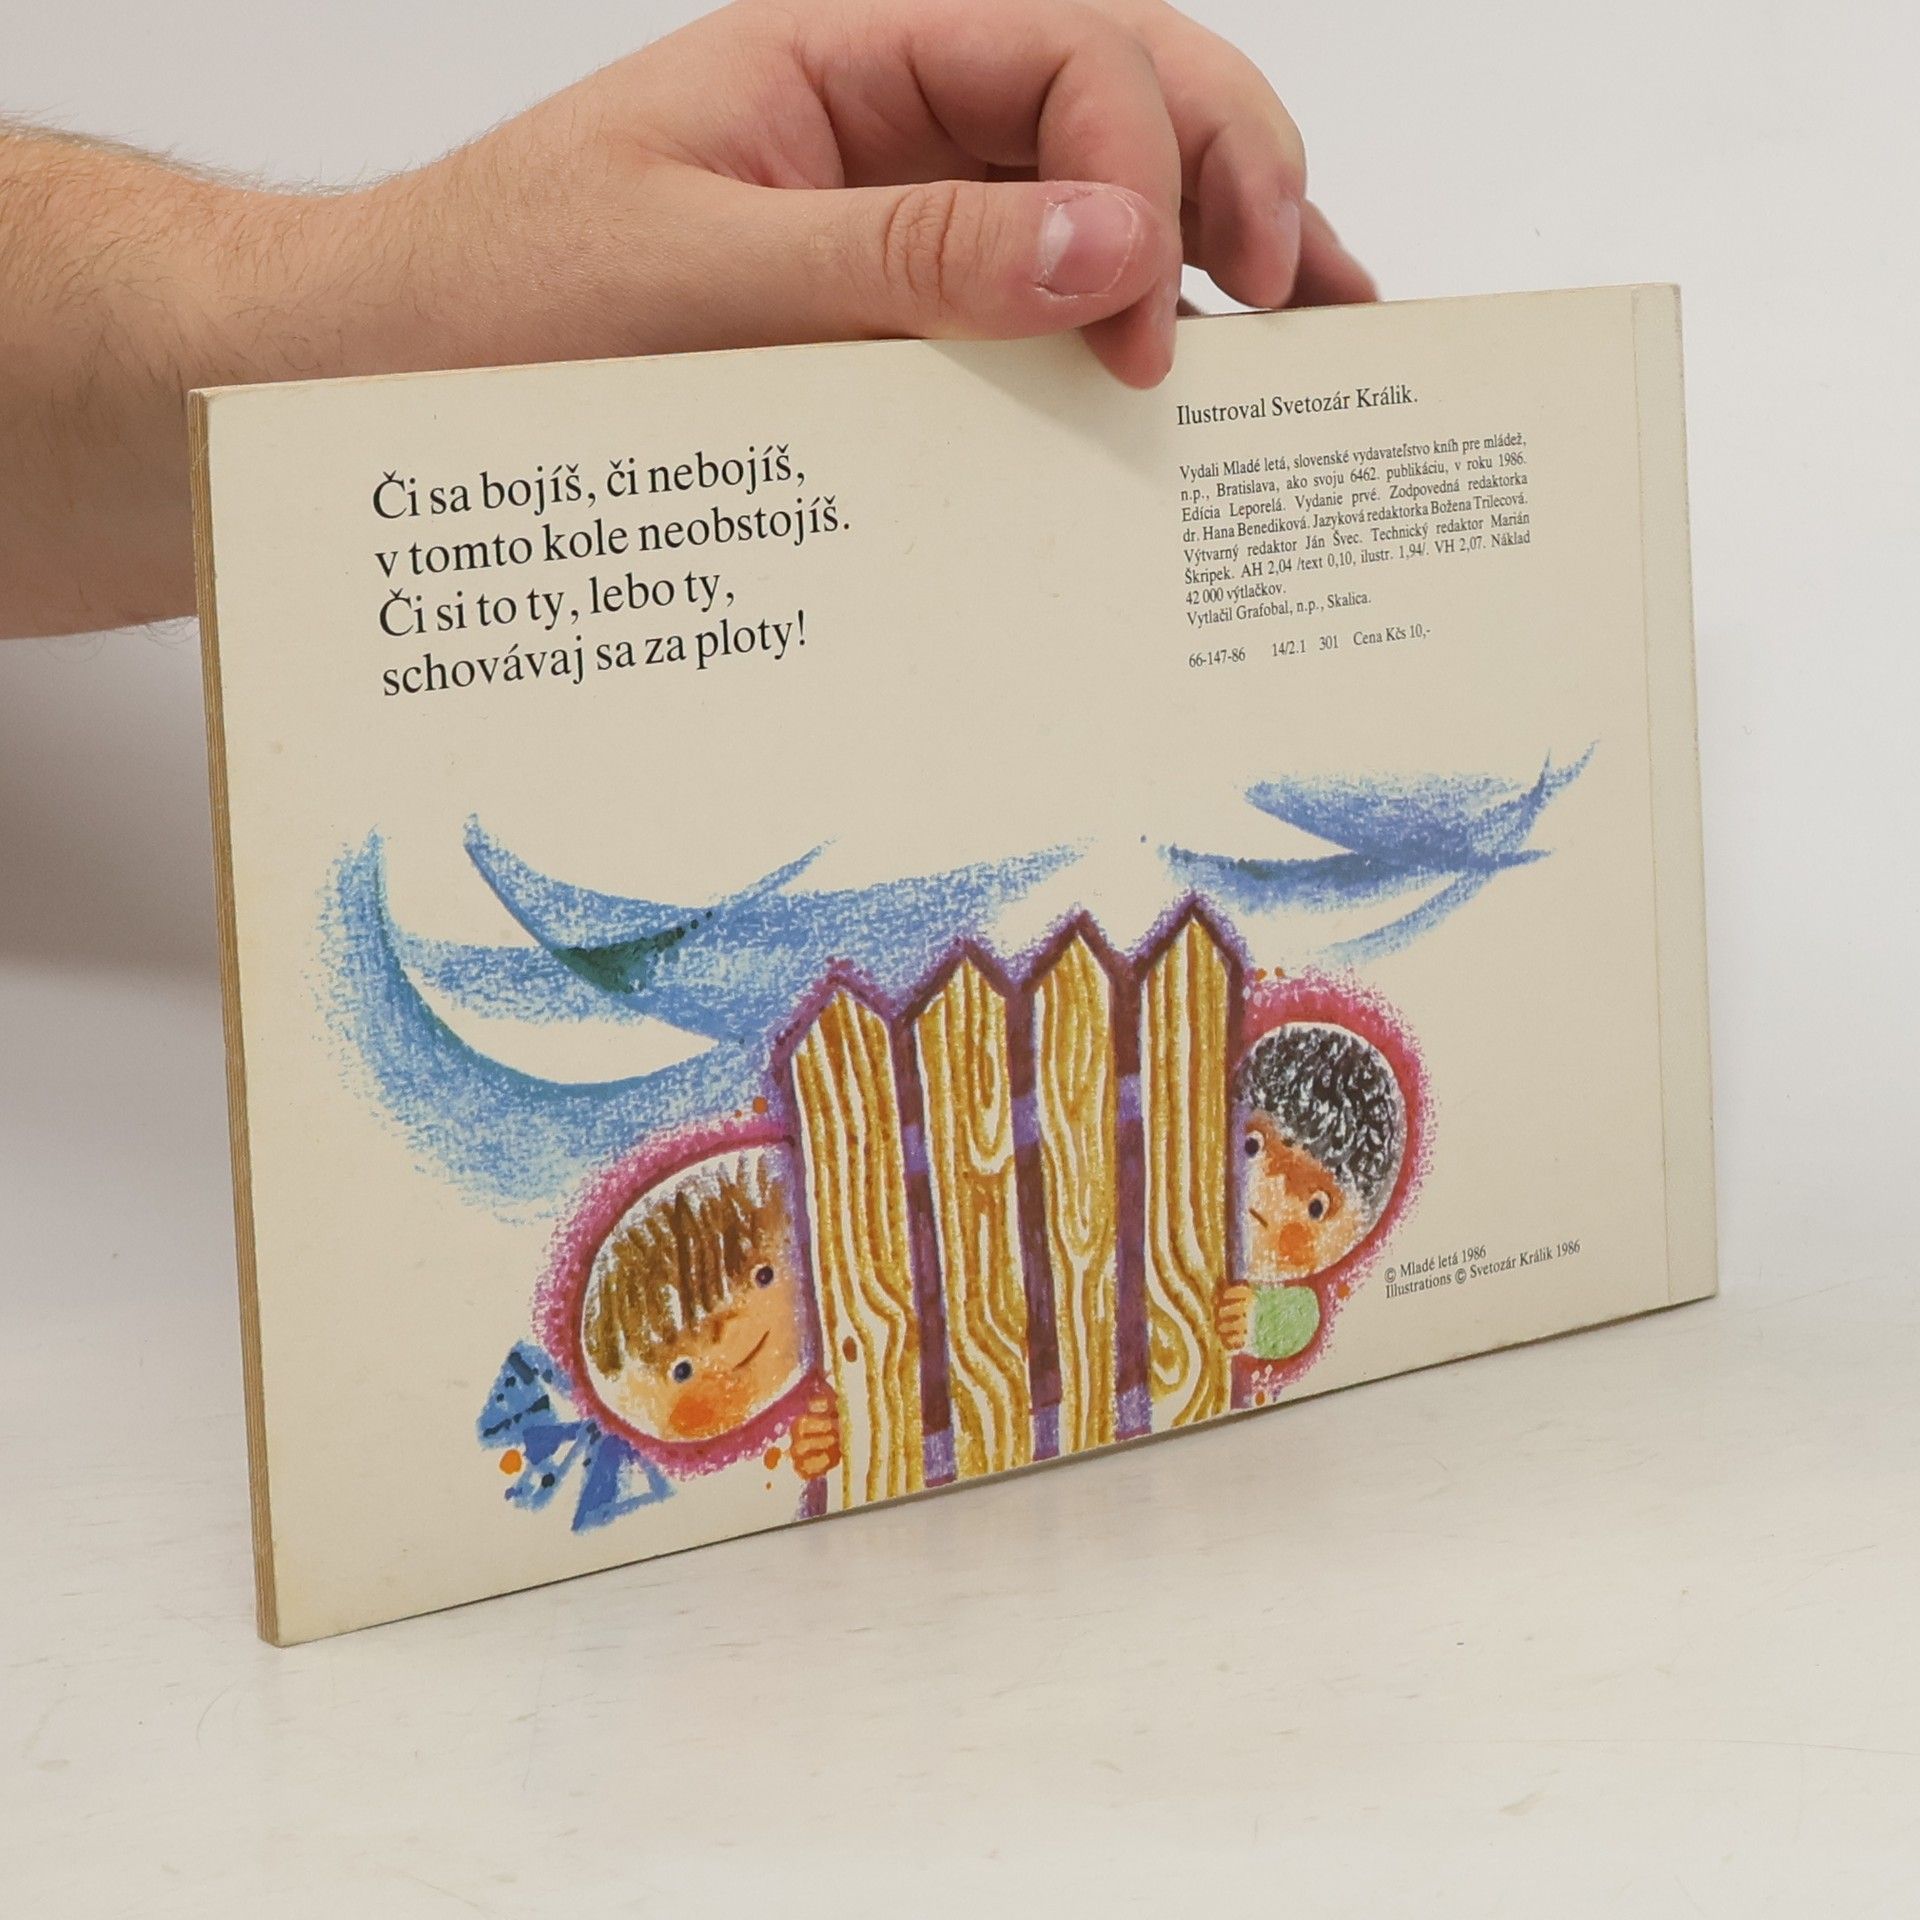 Či sa bojíš, či nebojíš,
v tomto kole neobstojíš.
Či si to ty, lebo ty,
schovávaj sa za ploty!
Ilustroval Svetozár Králik.
Vydali Mladé letá, slovenské vydavateľstvo kníh pre mládež,
n.p., Bratislava, ako svoju 6462. publikáciu, v roku 1986.
Edícia Leporelá. Vydanie prvé. Zodpovedná redaktorka
dr. Hana Benediková. Jazyková redaktorka Božena Trilecová.
Výtvarný redaktor Ján Švec. Technický redaktor Marián
Škripek. AH 2,04 /text 0,10, ilustr. 1,94/. VH 2,07. Náklad
42 000 výtlačkov.
Vytlačil Grafobal, n.p., Skalica.
66-147-86 14/2.1 301 Cena Kčs 10,-
© Mladé letá 1986
Illustrations © Svetozár Králik 1986